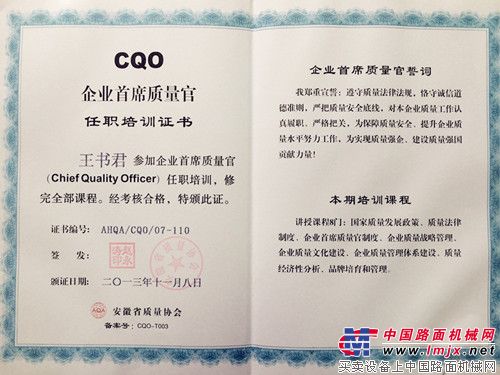 CQO
企业首席质量官
任职培训证书
王书君 参加企业首席质量官
(Chief Quality Officer) 任职培训，修
完全部课程。经考核合格，特颁此证。
证书编号：AHQA/CQO/07-110
签 发：
颁证日期：二〇一三年十一月八日
AQA 安徽省质量协会
备案号：CQO-T003
企业首席质量官誓词
我郑重宣誓：遵守质量法律法规，恪守诚信道
德准则，严把质量安全底线，对本企业质量工作认
真履职、严格把关，为保障质量安全、提升企业质
量水平努力工作，为实现质量强企、建设质量强国
贡献力量！
本期培训课程
讲授课程8门：国家质量发展政策、质量法律
制度、企业首席质量官制度、企业质量战略管理、
企业质量文化建设、企业质量管理体系建设、质量
经济性分析、品牌培育和管理。
中国路面机械网
www.lmjx.net
买卖设备上中国路面机械网